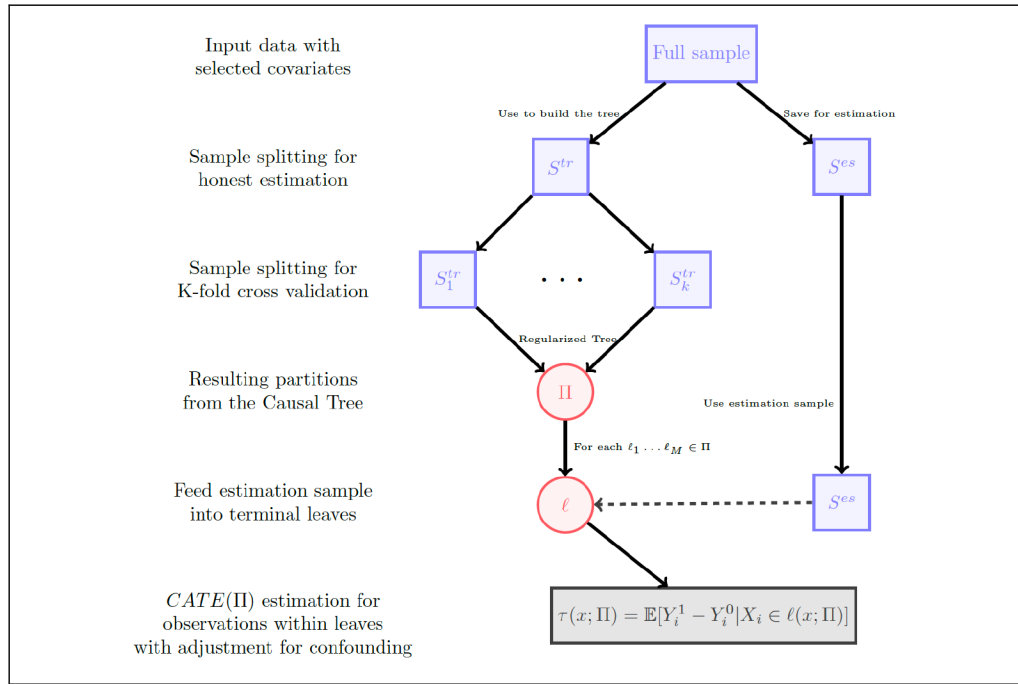 Input data with
selected covariates
Full sample
Use to build the tree
Save for estimation
Sample splitting for
honest estimation
S^{tr}
S^{es}
Sample splitting for
K-fold cross validation
S_1^{tr}
. . .
S_k^{tr}
Regularized Tree
Resulting partitions
from the Causal Tree
Π
Use estimation sample
For each ℓ_1 . . . ℓ_M ∈ Π
Feed estimation sample
into terminal leaves
ℓ
S^{es}
CATE(Π) estimation for
observations within leaves
with adjustment for confounding
τ(x; Π) = 𝔼[Y_i^1 − Y_i^0|X_i ∈ ℓ(x; Π)]